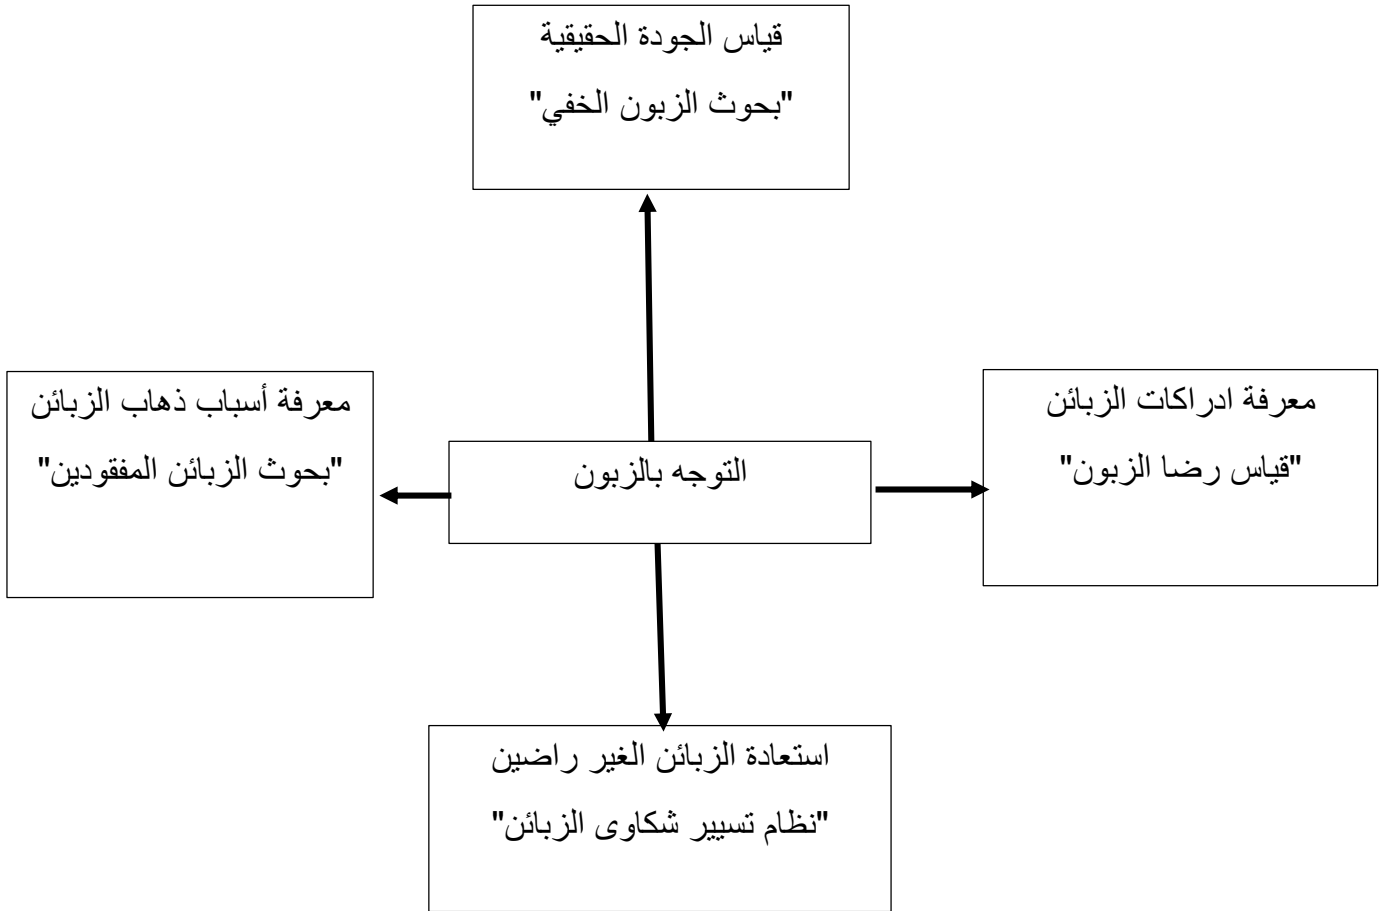 قياس الجودة الحقيقية
"بحوث الزبون الخفي"
معرفة ادراكات الزبائن
"قياس رضا الزبون"
التوجه بالزبون
معرفة أسباب ذهاب الزبائن
"بحوث الزبائن المفقودين"
استعادة الزبائن الغير راضين
"نظام تسيير شكاوى الزبائن"